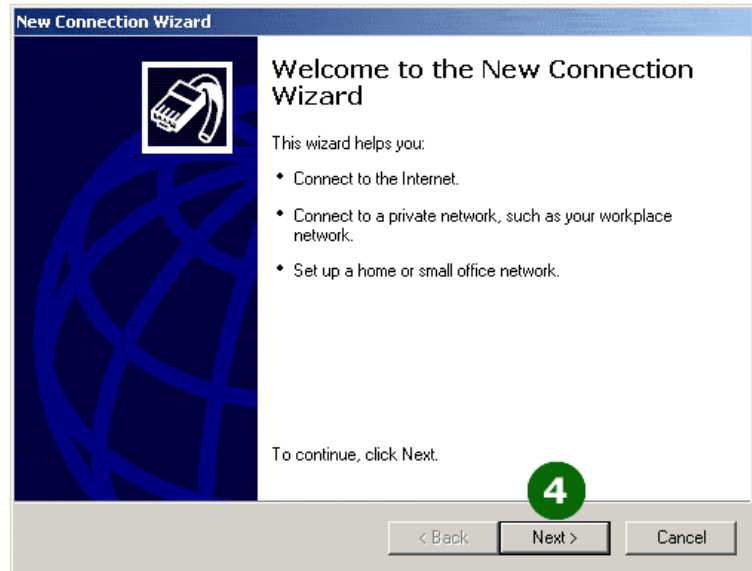 New Connection Wizard
Welcome to the New Connection
Wizard
This wizard helps you:
• Connect to the Internet.
• Connect to a private network, such as your workplace
network.
• Set up a home or small office network.
To continue, click Next.
4
< Back
Next >
Cancel